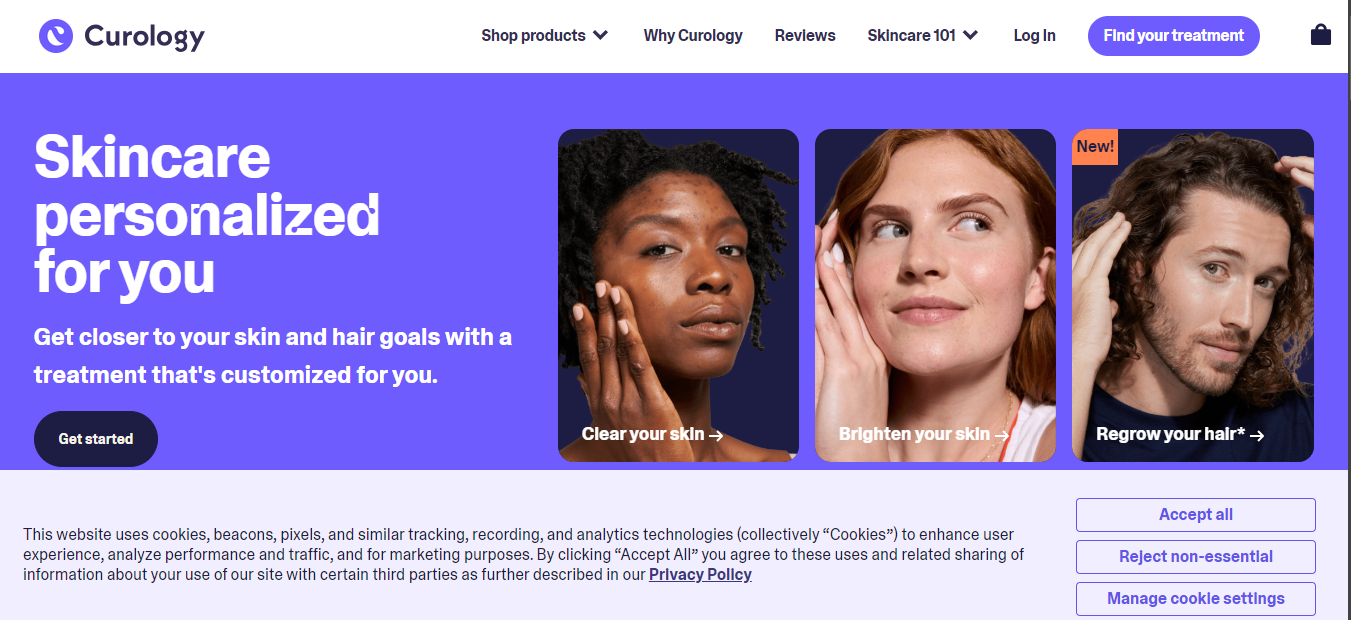 Curology
Shop products
Why Curology
Reviews
Skincare 101
Log In
Find your treatment
Skincare
personalized
for you
Get closer to your skin and hair goals with a
treatment that's customized for you.
Get started
Clear your skin →
Brighten your skin →
New!
Regrow your hair* →
This website uses cookies, beacons, pixels, and similar tracking, recording, and analytics technologies (collectively “Cookies”) to enhance user
experience, analyze performance and traffic, and for marketing purposes. By clicking “Accept All” you agree to these uses and related sharing of
information about your use of our site with certain third parties as further described in our Privacy Policy
Accept all
Reject non-essential
Manage cookie settings